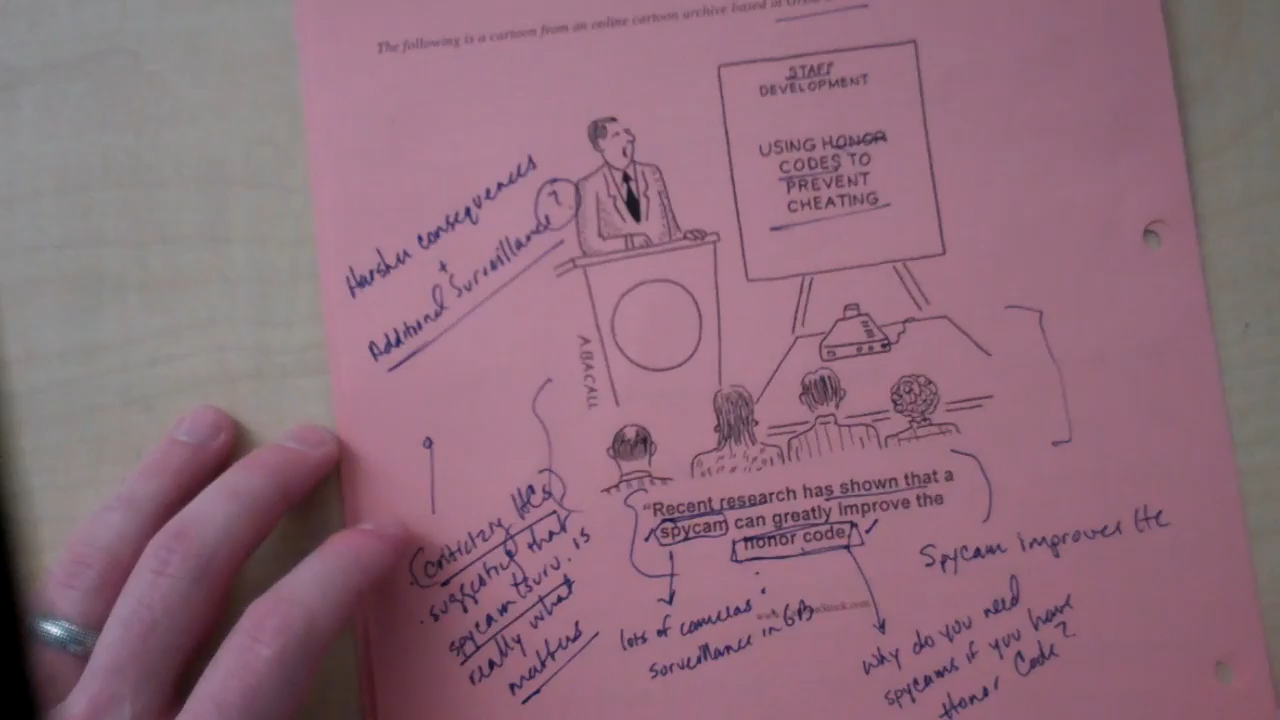 The following is a cartoon from an online cartoon archive based in
STAFF
DEVELOPMENT
USING HONOR
CODES TO
PREVENT
CHEATING
Harsher consequences
+
Additional Surveillance ?
ABACALL
"Recent research has shown that a
spycam can greatly improve the
honor code."
criticizing HCs
suggesting that
spycam + surv. is
really what
matters
lots of cameras +
surveillance in GB
Spycam improves HC
why do you need
spycams if you have
Honor Code?